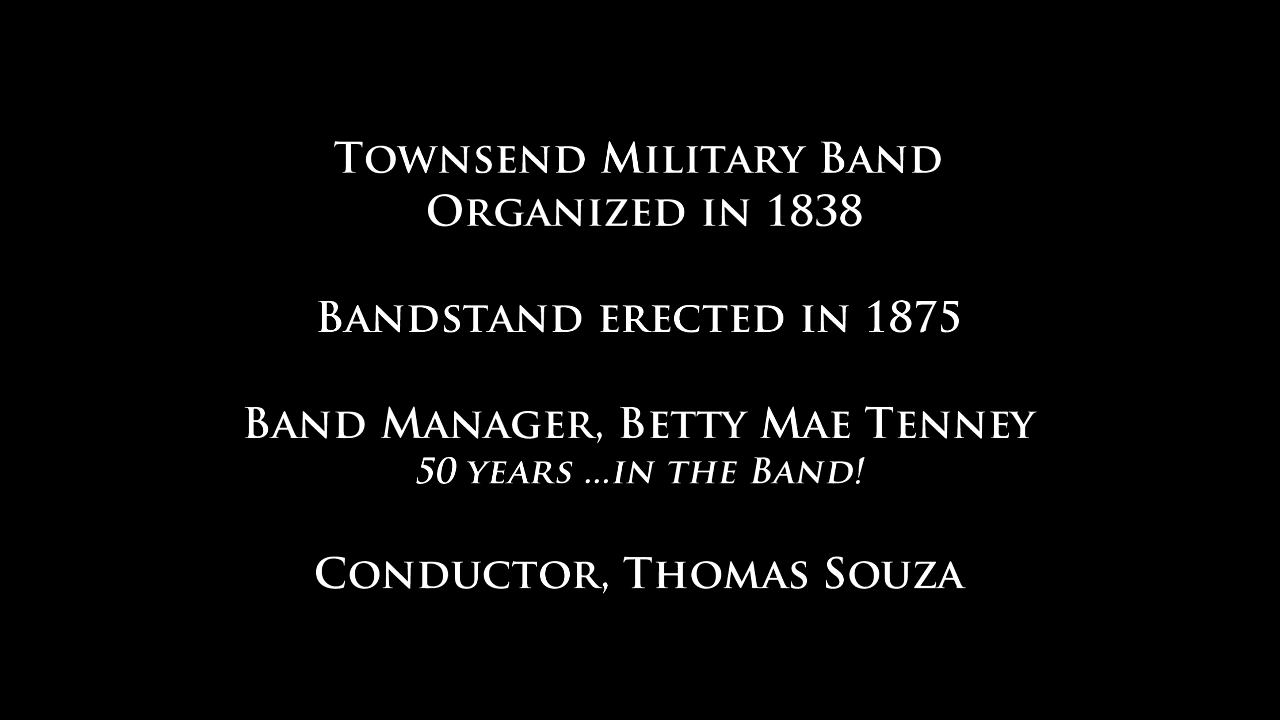 Townsend Military Band
Organized in 1838
Bandstand erected in 1875
Band Manager, Betty Mae Tenney
50 years ...in the Band!
Conductor, Thomas Souza